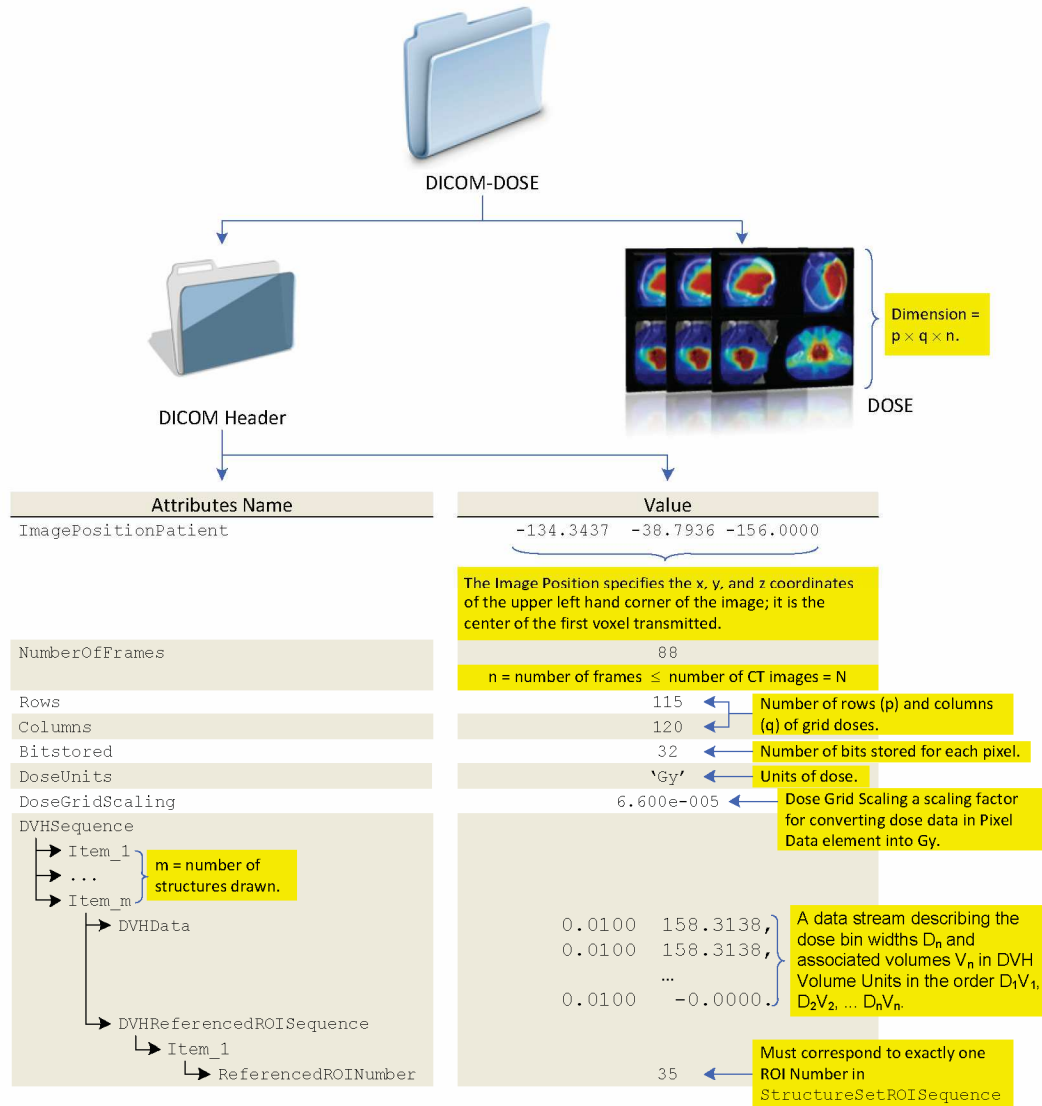 DICOM-DOSE
Dimension =
p × q × n.
DICOM Header
DOSE
Attributes Name
Value
ImagePositionPatient
-134.3437 -38.7936 -156.0000
The Image Position specifies the x, y, and z coordinates
of the upper left hand corner of the image; it is the
center of the first voxel transmitted.
NumberOfFrames
88
n = number of frames ≤ number of CT images = N
Rows
115
Columns
120
Number of rows (p) and columns
(q) of grid doses.
Bitstored
32
Number of bits stored for each pixel.
DoseUnits
'Gy'
Units of dose.
DoseGridScaling
6.600e-005
Dose Grid Scaling a scaling factor
for converting dose data in Pixel
Data element into Gy.
DVHSequence
Item_1
...
Item_m
m = number of
structures drawn.
DVHData
0.0100 158.3138,
0.0100 158.3138,
…
0.0100 -0.0000.
A data stream describing the
dose bin widths Dn and
associated volumes Vn in DVH
Volume Units in the order D1V1,
D2V2, ... DnVn.
DVHReferencedROISequence
Item_1
ReferencedROINumber
35
Must correspond to exactly one
ROI Number in
StructureSetROISequence